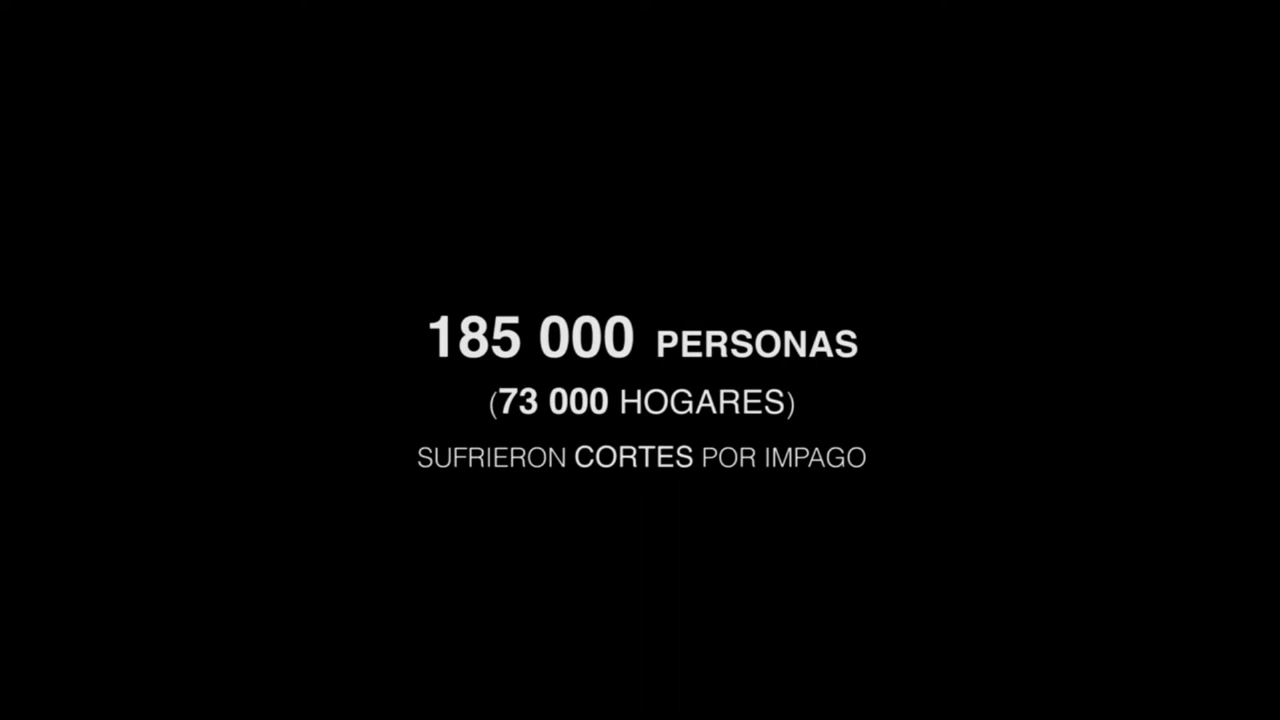 185 000 PERSONAS
(73 000 HOGARES)
SUFRIERON CORTES POR IMPAGO